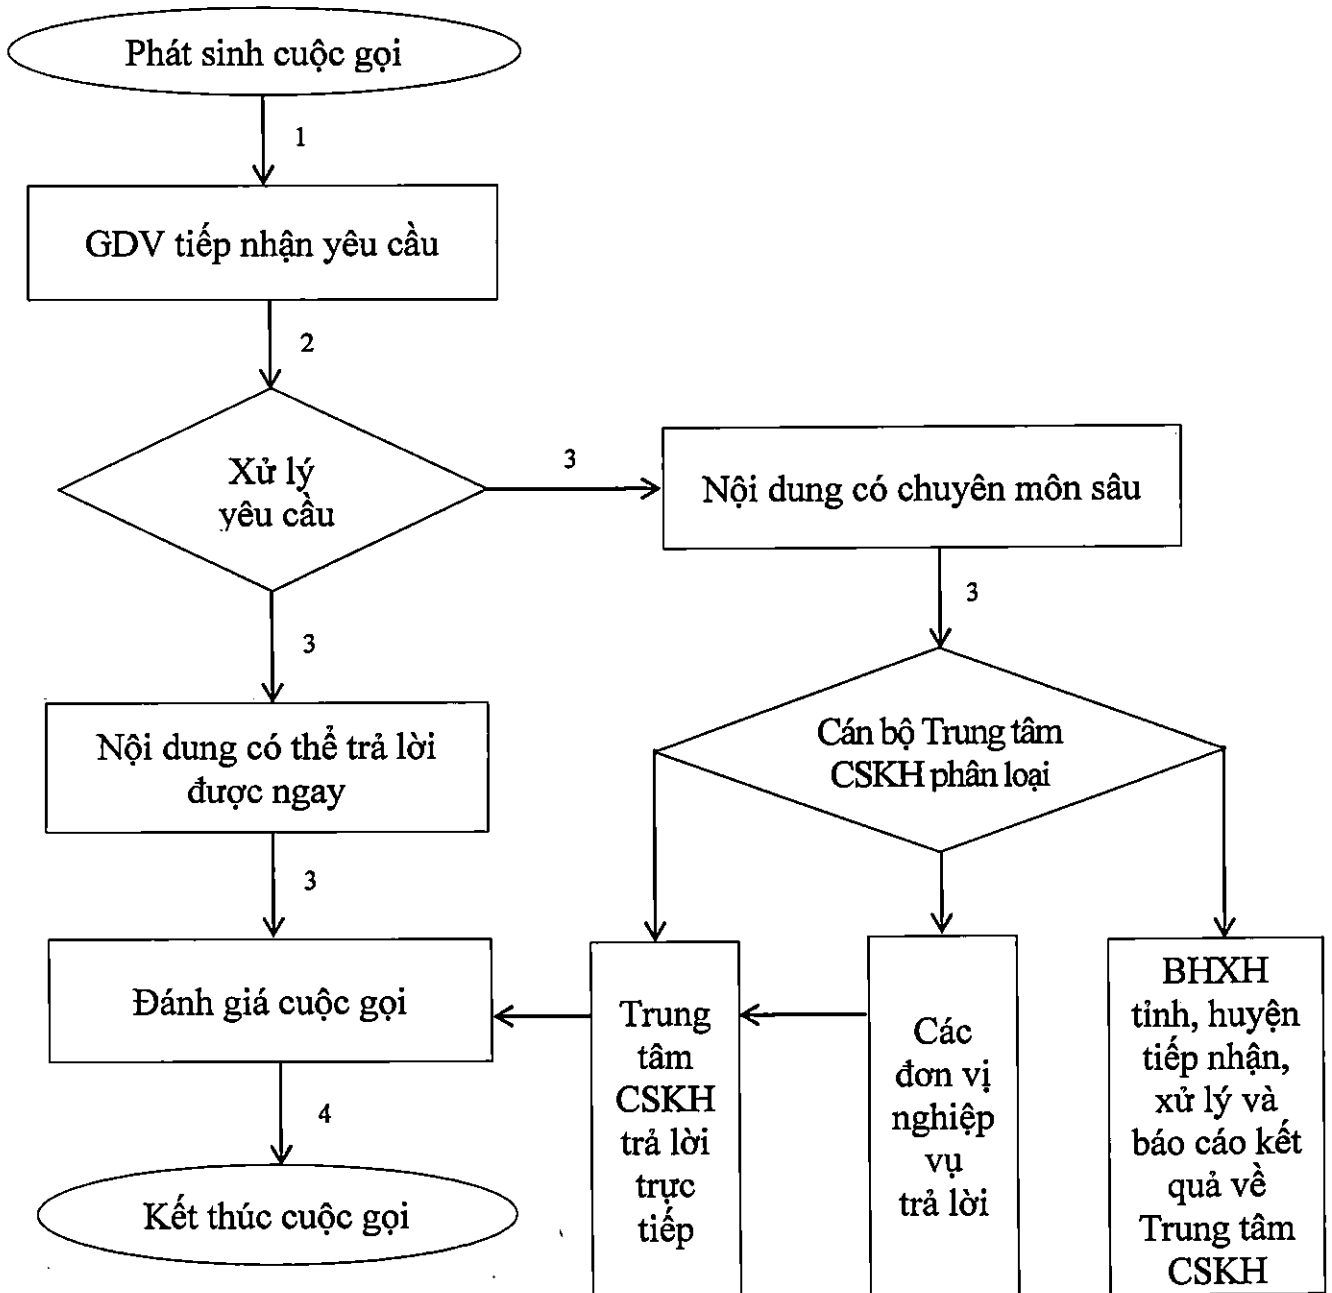 Phát sinh cuộc gọi
1
GDV tiếp nhận yêu cầu
2
Xử lý
yêu cầu
3
Nội dung có chuyên môn sâu
3
3
Nội dung có thể trả lời
được ngay
Cán bộ Trung tâm
CSKH phân loại
3
Đánh giá cuộc gọi
4
Kết thúc cuộc gọi
Trung
tâm
CSKH
trả lời
trực
tiếp
Các
đơn vị
nghiệp
vụ
trả lời
BHXH
tỉnh, huyện
tiếp nhận,
xử lý và
báo cáo kết
quả về
Trung tâm
CSKH